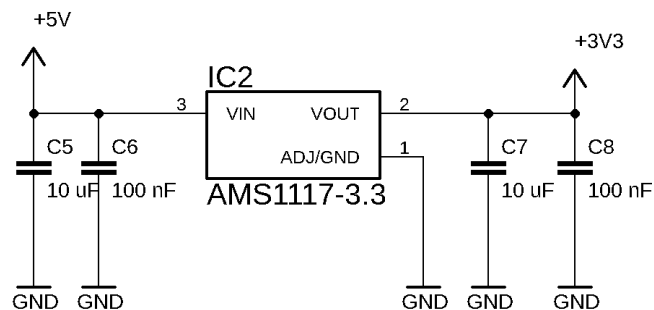 +5V
+3V3
IC2
3 VIN VOUT 2
C5 C6 ADJ/GND 1 C7 C8
10 uF 100 nF AMS1117-3.3 10 uF 100 nF
GND GND GND GND GND